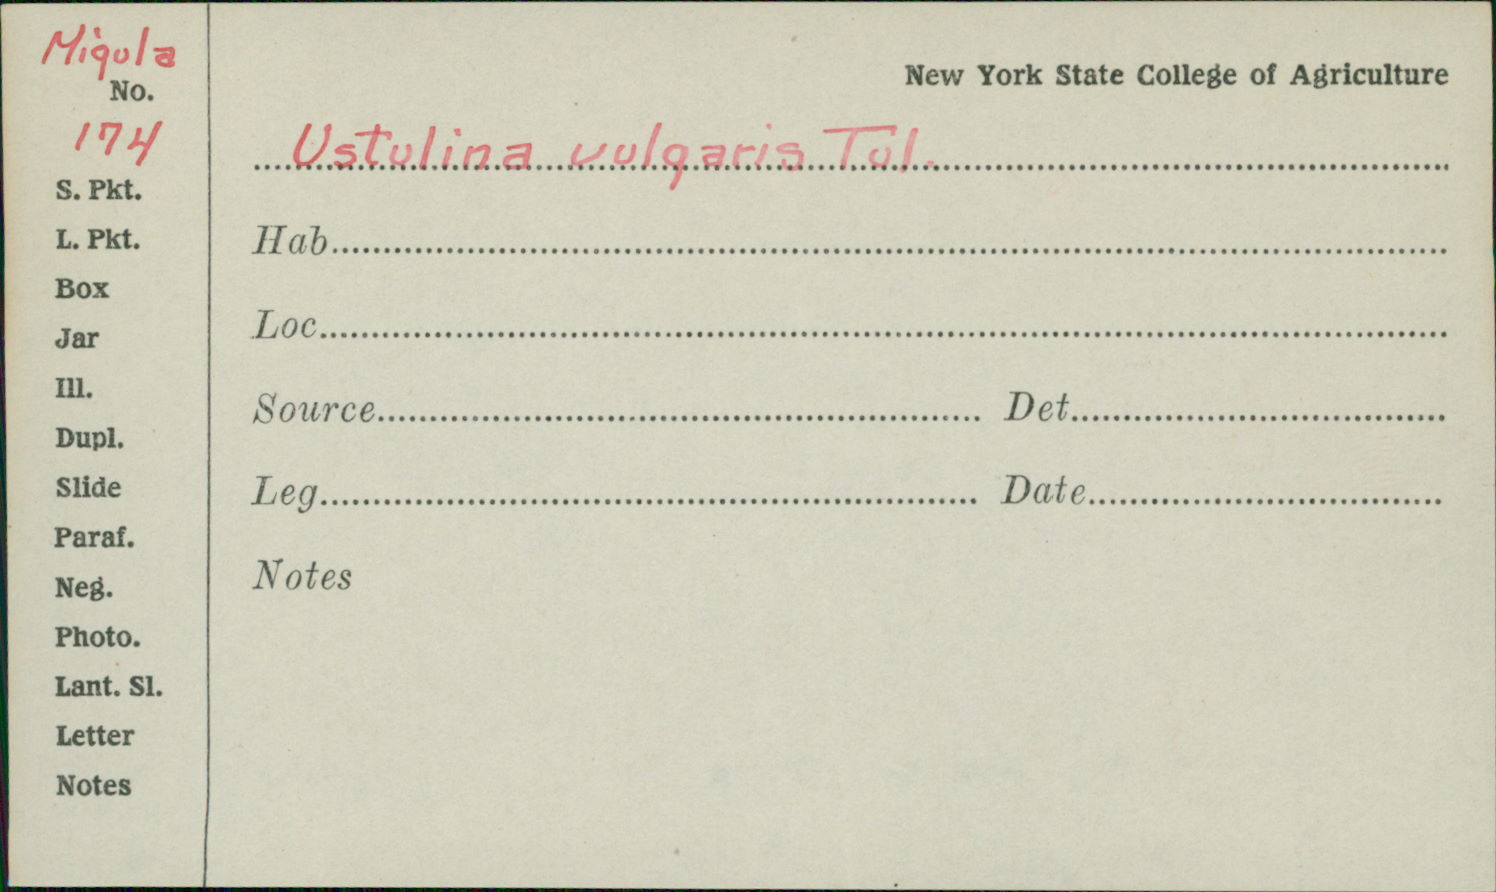 Migula
No.
174
S. Pkt.
L. Pkt.
Box
Jar
Ill.
Dupl.
Slide
Paraf.
Neg.
Photo.
Lant. Sl.
Letter
Notes
New York State College of Agriculture
Ustulina vulgaris Tul.
Hab
Loc
Source Det
Leg Date
Notes